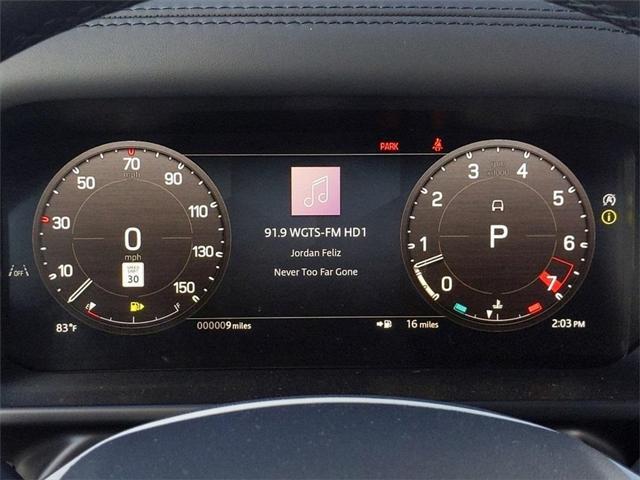 PARK
70
mph
50
90
30
110
0
mph
130
10
SPEED
LIMIT
30
150
E
F
OFF
83°F
000009 miles
91.9 WGTS-FM HD1
Jordan Feliz
Never Too Far Gone
16 miles
3
4
2
5
1
P
6
0
7
2:03 PM